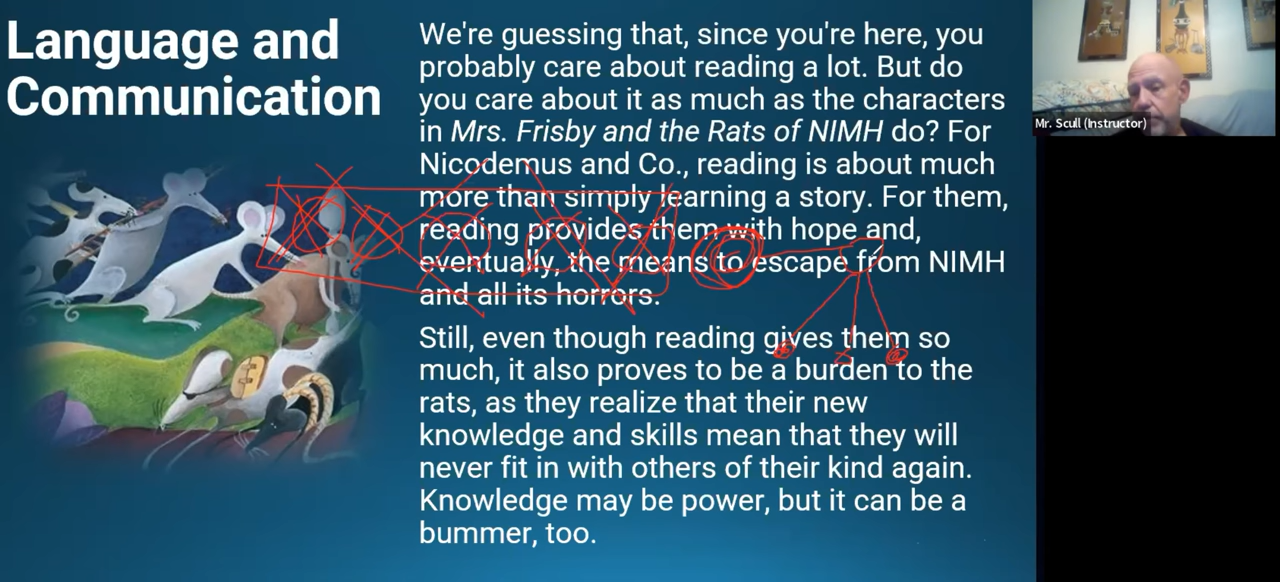 Language and
Communication
We're guessing that, since you're here, you
probably care about reading a lot. But do
you care about it as much as the characters
in Mrs. Frisby and the Rats of NIMH do? For
Nicodemus and Co., reading is about much
more than simply learning a story. For them,
reading provides them with hope and,
eventually, the means to escape from NIMH
and all its horrors.
Still, even though reading gives them so
much, it also proves to be a burden to the
rats, as they realize that their new
knowledge and skills mean that they will
never fit in with others of their kind again.
Knowledge may be power, but it can be a
bummer, too.
Mr. Scull (Instructor)